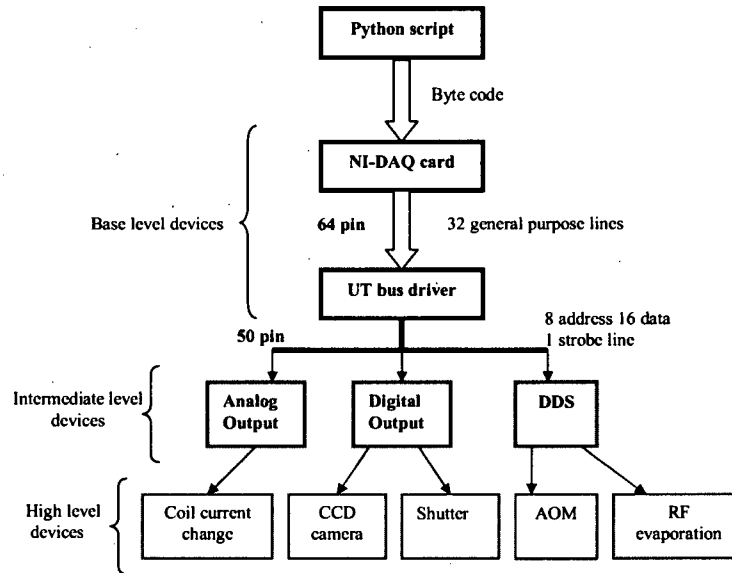 Python script
Byte code
NI-DAQ card
Base level devices
64 pin
32 general purpose lines
UT bus driver
50 pin
8 address 16 data
1 strobe line
Intermediate level
devices
Analog
Output
Digital
Output
DDS
High level
devices
Coil current
change
CCD
camera
Shutter
AOM
RF
evaporation